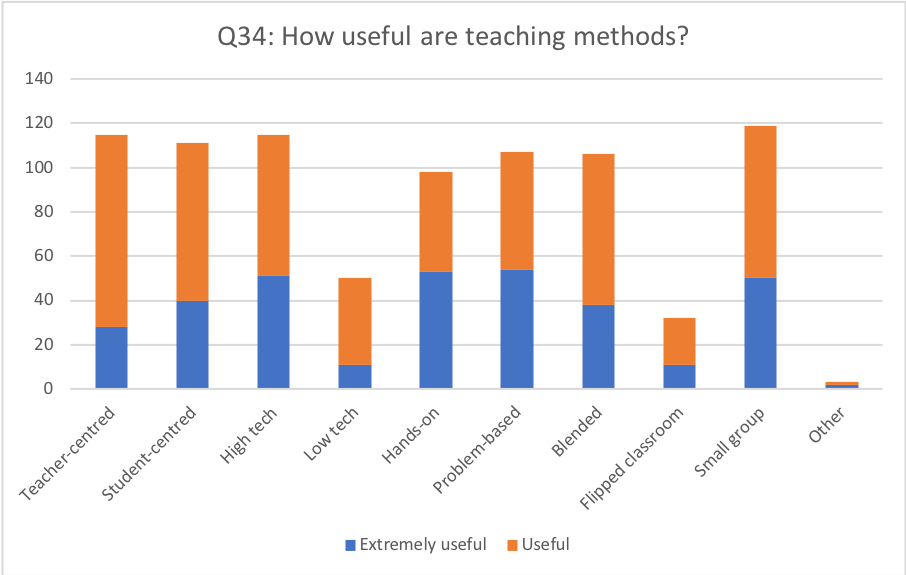 Q34: How useful are teaching methods?
140
120
100
80
60
40
20
0
Teacher-centred
Student-centred
High tech
Low tech
Hands-on
Problem-based
Blended
Flipped classroom
Small group
Other
Extremely useful
Useful